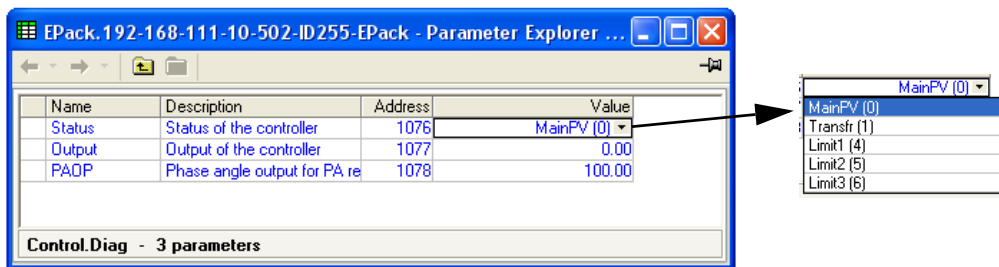 EPack.192-168-111-10-502-ID255-EPack - Parameter Explorer ...
Name Description Address Value
Status Status of the controller 1076 MainPV (0)
Output Output of the controller 1077 0.00
PAOP Phase angle output for PA re 1078 100.00
Control.Diag - 3 parameters
MainPV (0)
MainPV (0)
Transfr (1)
Limit1 (4)
Limit2 (5)
Limit3 (6)